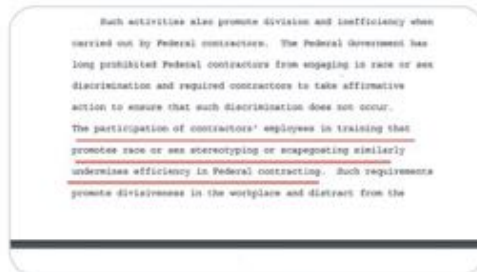 Such activities also promote division and inefficiency when
carried out by Federal contractors. The Federal Government has
long prohibited Federal contractors from engaging in race or sex
discrimination and required contractors to take affirmative
action to ensure that such discrimination does not occur.
The participation of contractors' employees in training that
promotes race or sex stereotyping or scapegoating similarly
undermines efficiency in Federal contracting. Such requirements
promote divisiveness in the workplace and distract from the